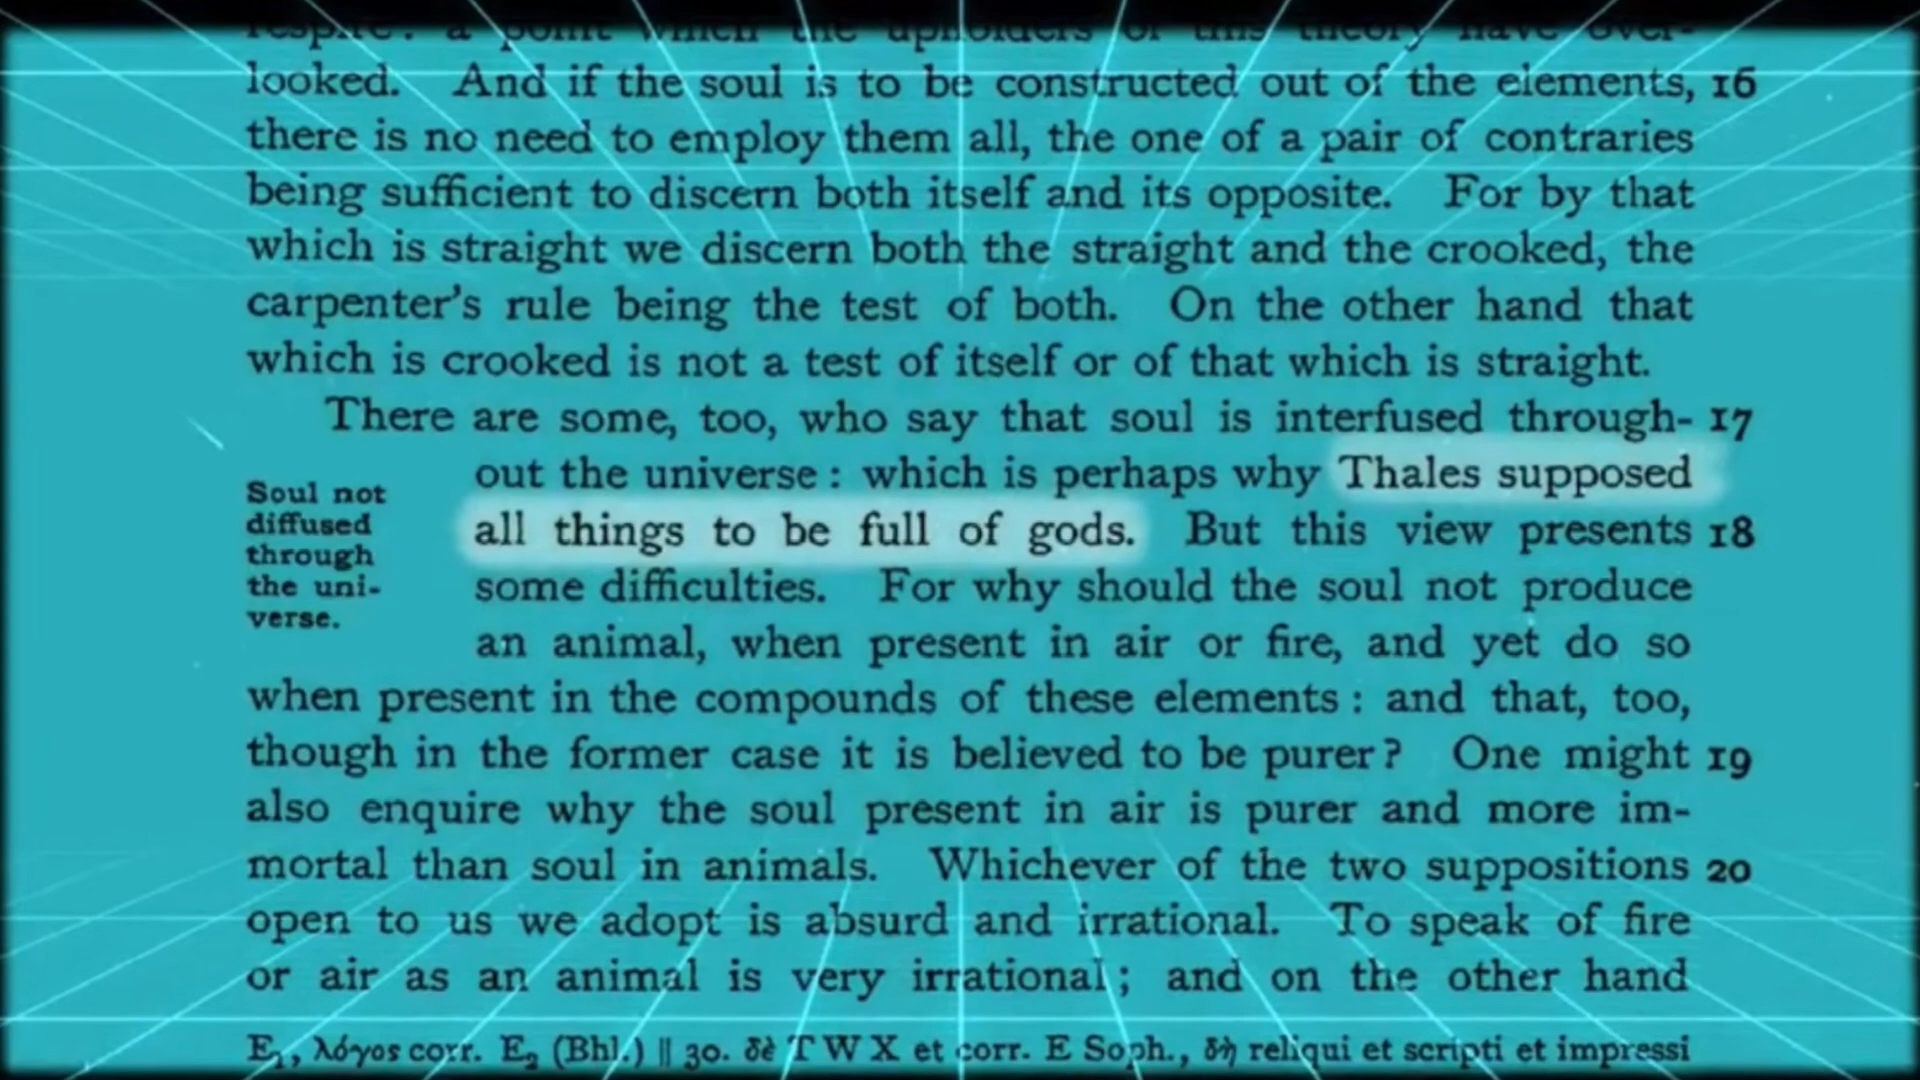 respite: a point which the upholders of this theory have over-
looked. And if the soul is to be constructed out of the elements, 16
there is no need to employ them all, the one of a pair of contraries
being sufficient to discern both itself and its opposite. For by that
which is straight we discern both the straight and the crooked, the
carpenter's rule being the test of both. On the other hand that
which is crooked is not a test of itself or of that which is straight.
There are some, too, who say that soul is interfused through- 17
out the universe: which is perhaps why Thales supposed
all things to be full of gods. But this view presents 18
some difficulties. For why should the soul not produce
an animal, when present in air or fire, and yet do so
Soul not
diffused
through
the uni-
verse.
when present in the compounds of these elements: and that, too,
though in the former case it is believed to be purer? One might 19
also enquire why the soul present in air is purer and more im-
mortal than soul in animals. Whichever of the two suppositions 20
open to us we adopt is absurd and irrational. To speak of fire
or air as an animal is very irrational; and on the other hand
E₁, λόγος corr. E₂ (Bhl.) || 30. δὲ T W X et corr. E Soph., δὴ reliqui et scripti et impressi